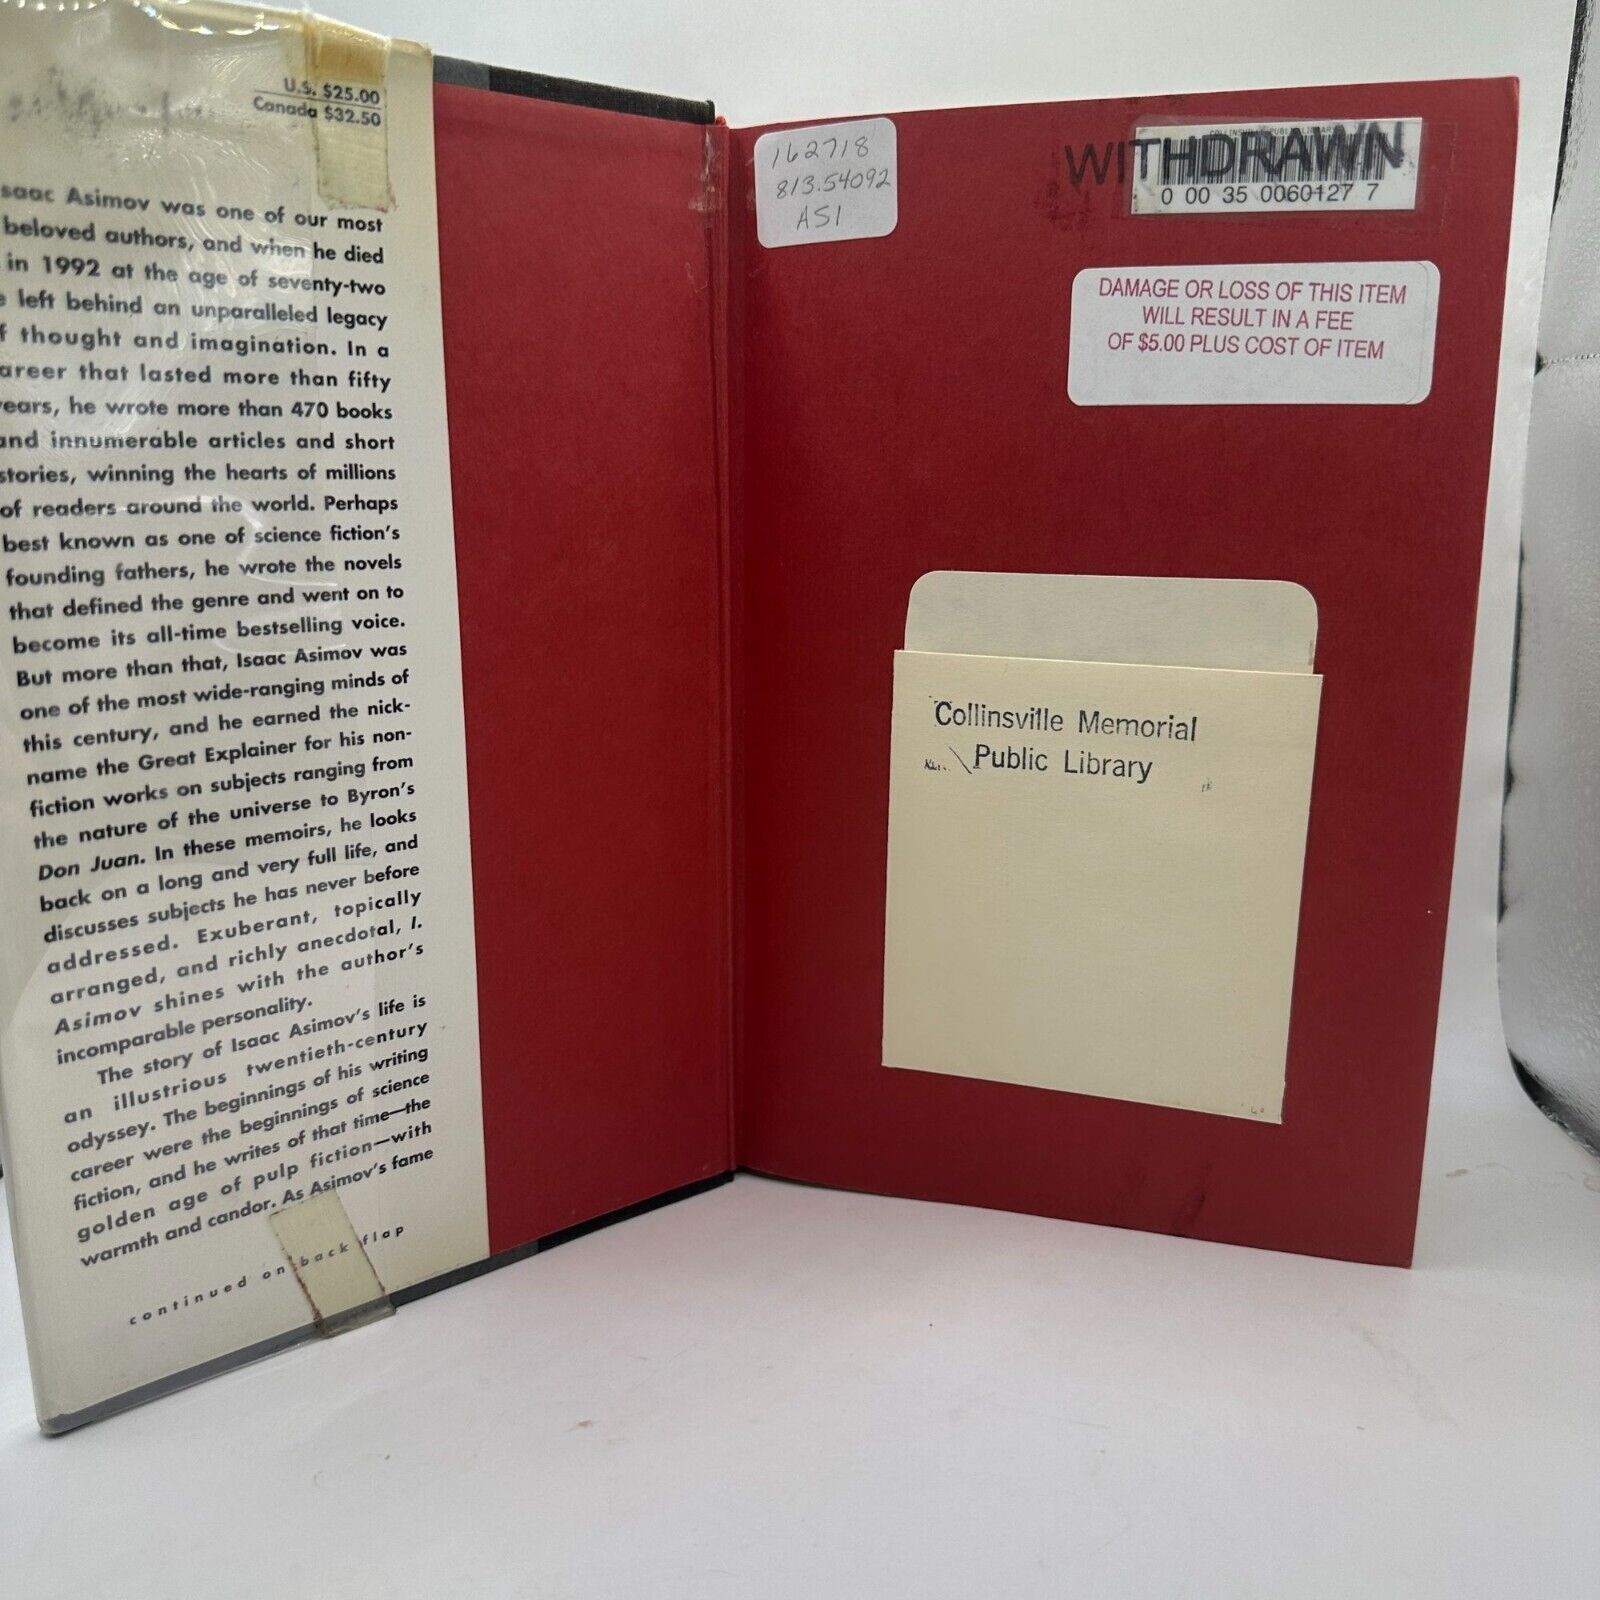 U.S. $25.00
Canada $32.50
saac Asimov was one of our most
beloved authors, and when he died
in 1992 at the age of seventy-two
e left behind an unparalleled legacy
f thought and imagination. In a
areer that lasted more than fifty
ears, he wrote more than 470 books
and innumerable articles and short
stories, winning the hearts of millions
of readers around the world. Perhaps
best known as one of science fiction's
founding fathers, he wrote the novels
that defined the genre and went on to
become its all-time bestselling voice.
But more than that, Isaac Asimov was
one of the most wide-ranging minds of
this century, and he earned the nick-
name the Great Explainer for his non-
fiction works on subjects ranging from
the nature of the universe to Byron's
Don Juan. In these memoirs, he looks
back on a long and very full life, and
discusses subjects he has never before
addressed. Exuberant, topically
arranged, and richly anecdotal, I.
Asimov shines with the author's
incomparable personality.
The story of Isaac Asimov's life is
an illustrious twentieth-century
odyssey. The beginnings of his writing
career were the beginnings of science
fiction, and he writes of that time—the
golden age of pulp fiction—with
warmth and candor. As Asimov's fame
continued on back flap
162718
813.54092
ASI
COLLINSVILLE PUBLIC LIBRARY
WITHDRAWN
0 00 35 0060127 7
DAMAGE OR LOSS OF THIS ITEM
WILL RESULT IN A FEE
OF $5.00 PLUS COST OF ITEM
Collinsville Memorial
Public Library